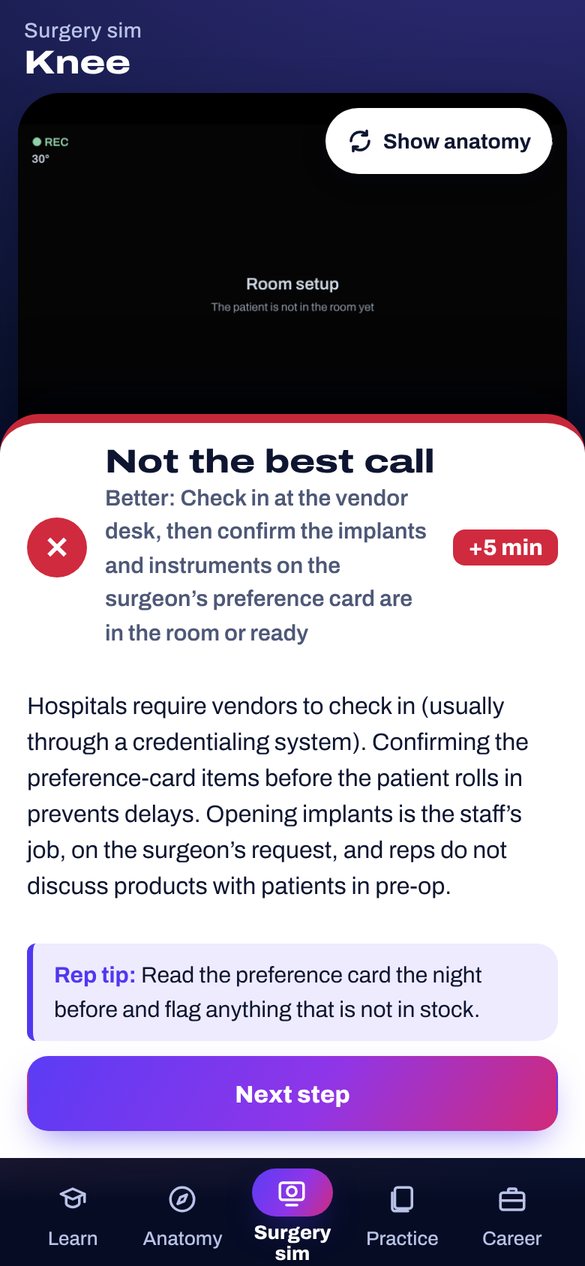 Surgery sim
Knee
REC
30°
Show anatomy
Room setup
The patient is not in the room yet
Not the best call
Better: Check in at the vendor
desk, then confirm the implants
and instruments on the
surgeon’s preference card are
in the room or ready
+5 min
Hospitals require vendors to check in (usually
through a credentialing system). Confirming the
preference-card items before the patient rolls in
prevents delays. Opening implants is the staff’s
job, on the surgeon’s request, and reps do not
discuss products with patients in pre-op.
Rep tip: Read the preference card the night
before and flag anything that is not in stock.
Next step
Learn
Anatomy
Surgery
sim
Practice
Career